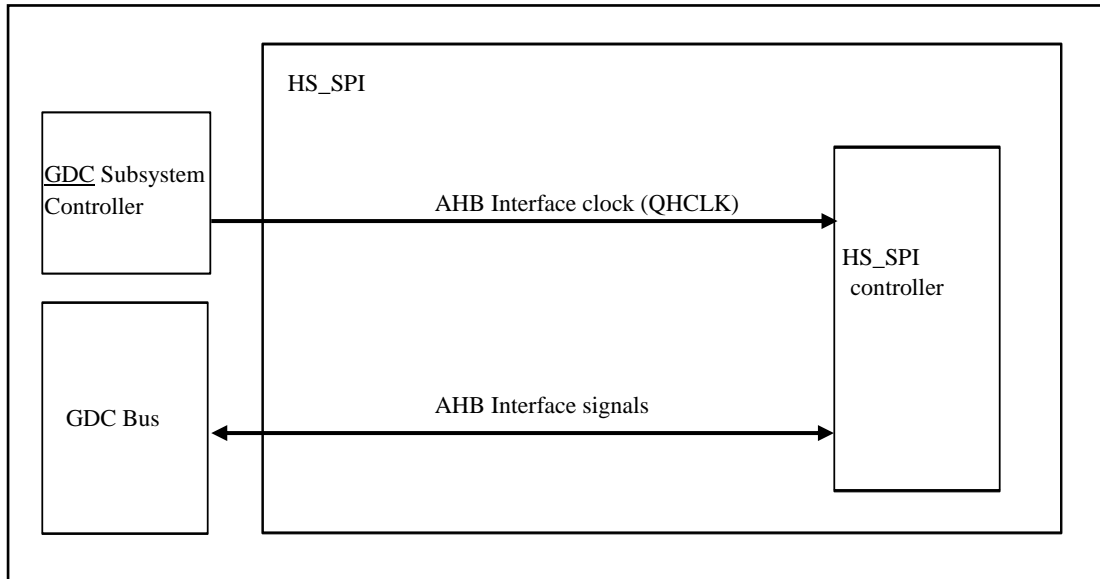 HS_SPI
GDC Subsystem
Controller
AHB Interface clock (QHCLK)
HS_SPI
controller
GDC Bus
AHB Interface signals